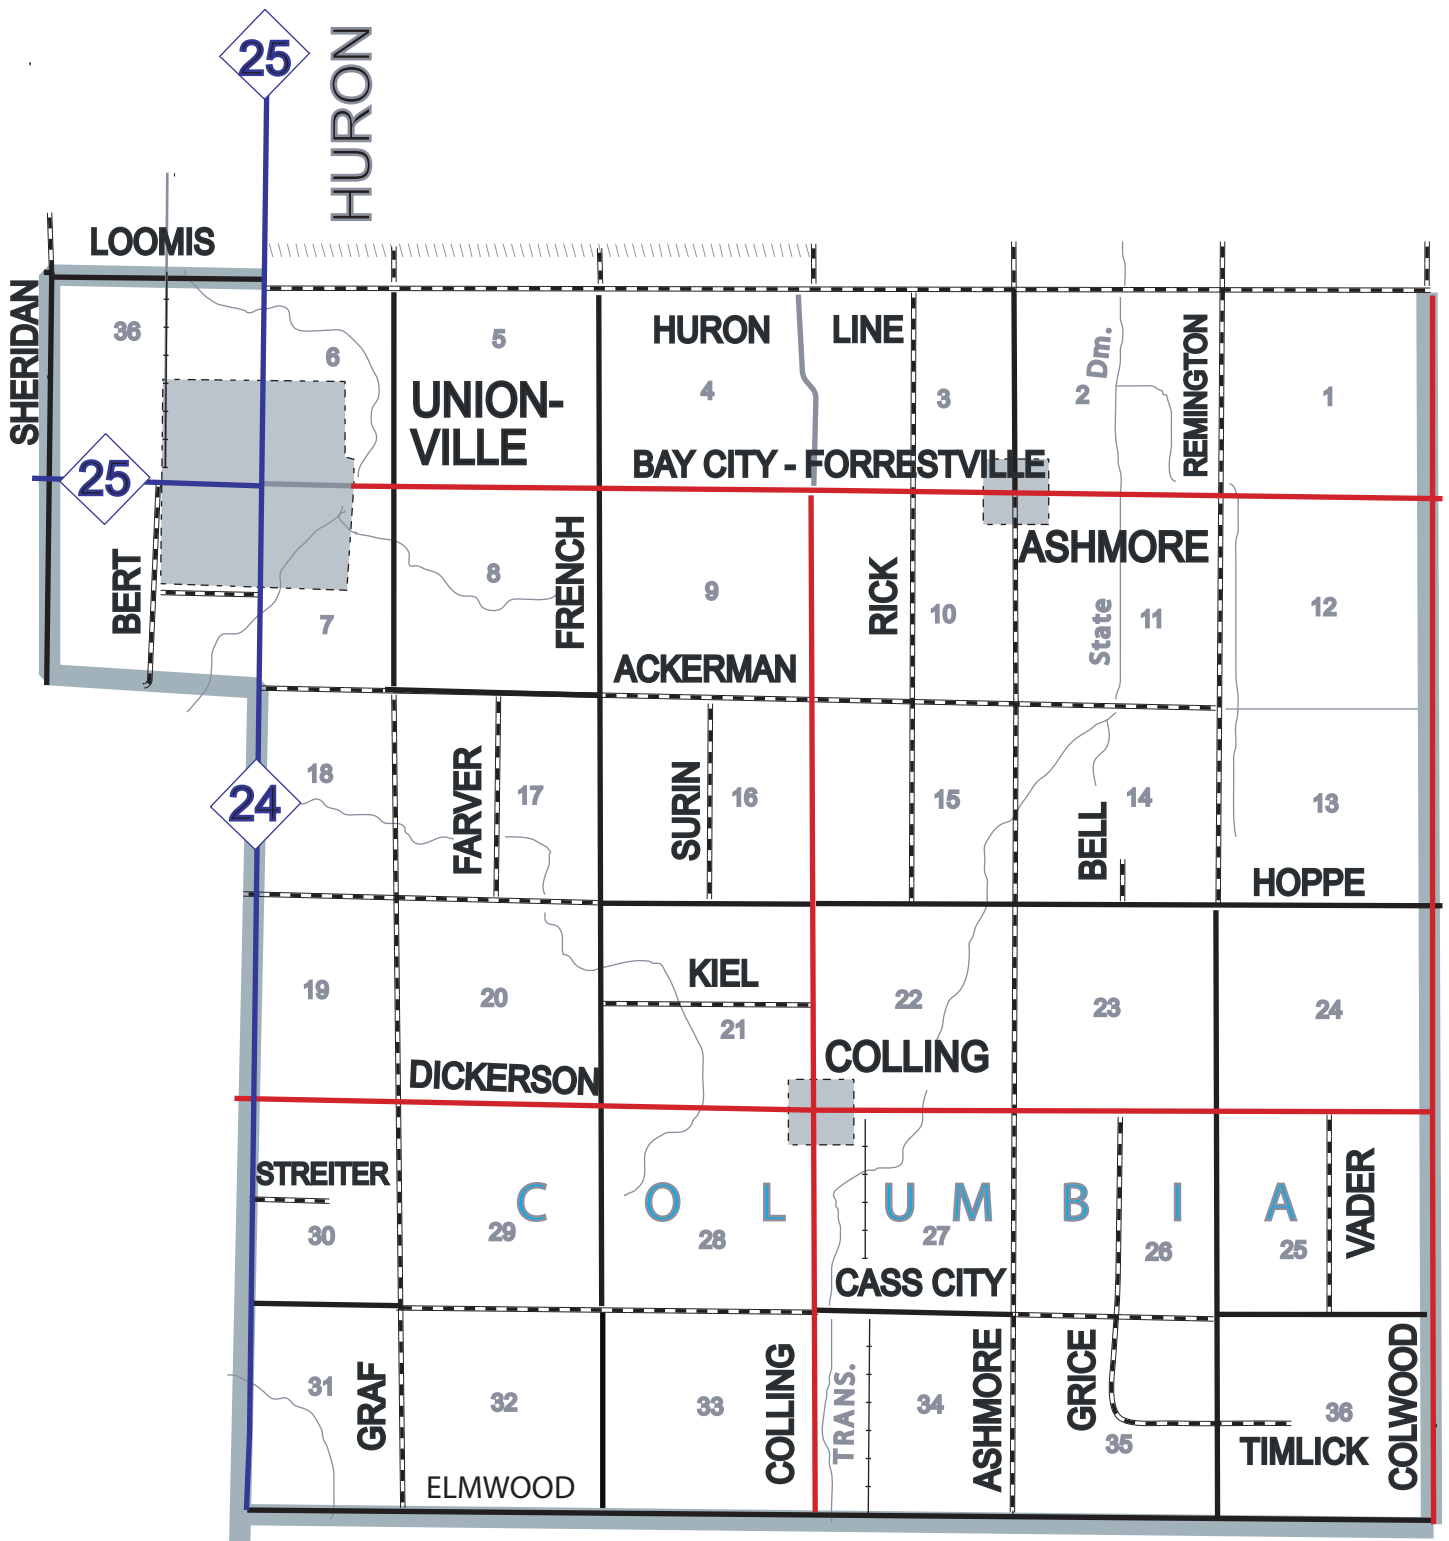 25
HURON
LOOMIS
SHERIDAN
36
6
5
HURON LINE
4
3
2
Dm.
REMINGTON
1
UNION-
VILLE
25
BAY CITY - FORRESTVILLE
ASHMORE
BERT
7
8
FRENCH
9
RICK
10
State
11
12
ACKERMAN
18
24
FARVER
17
SURIN
16
15
BELL
14
13
HOPPE
19
20
KIEL
21
22
23
24
COLLING
DICKERSON
STREITER
30
29
28
27
26
25
VADER
COLUMBIA
CASS CITY
31
GRAF
32
33
COLLING
TRANS.
34
ASHMORE
GRICE
35
36
TIMLICK
COLWOOD
ELMWOOD